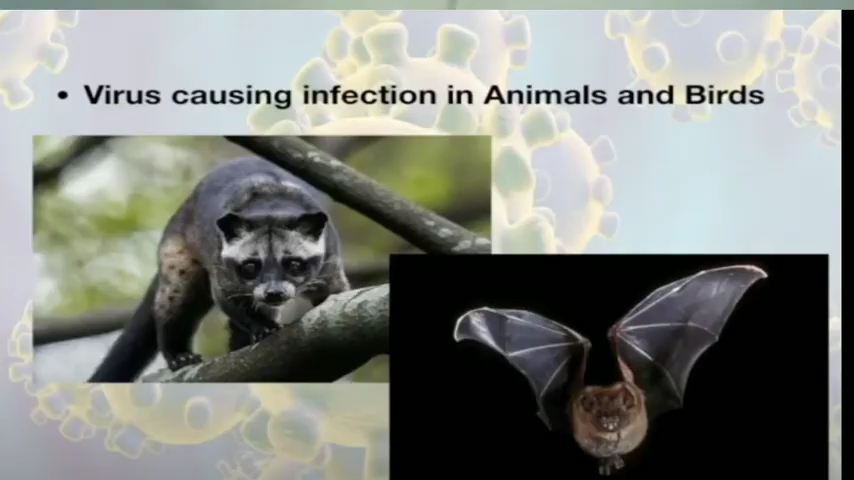 • Virus causing infection in Animals and Birds